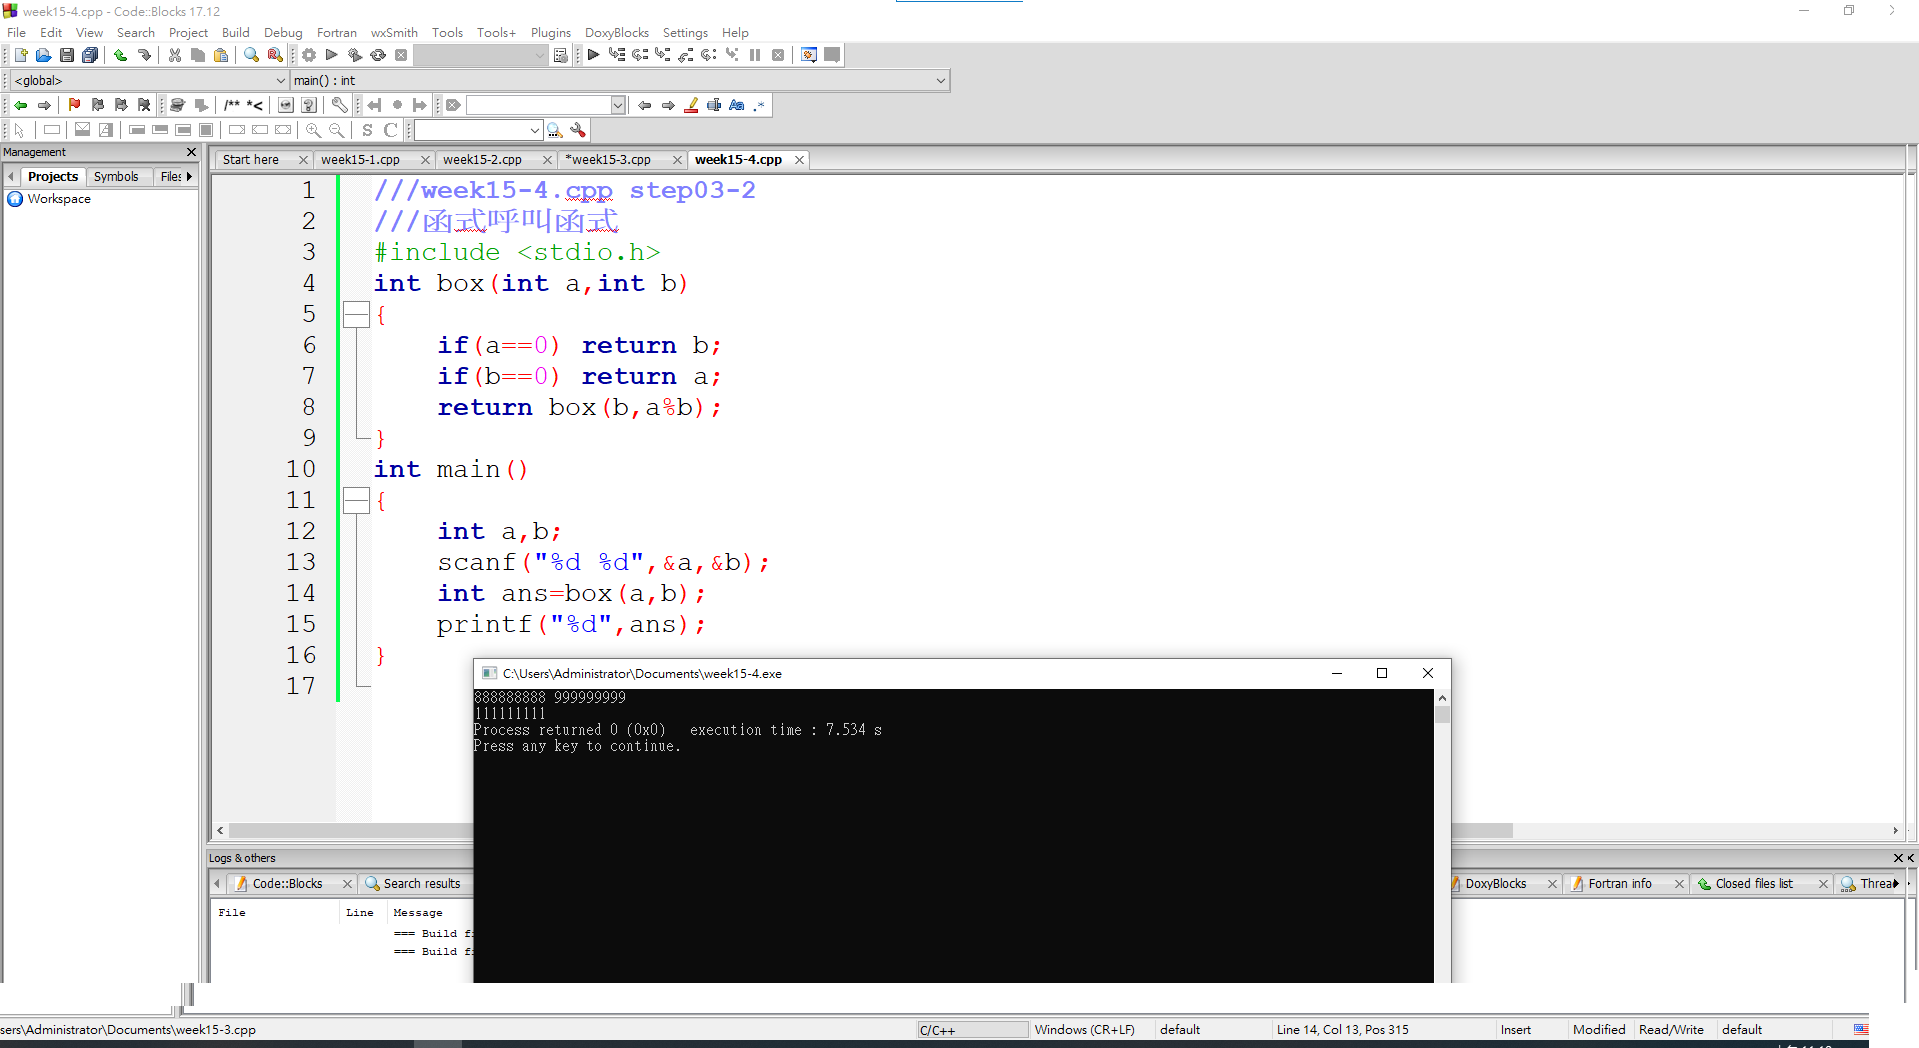 week15-4.cpp - Code::Blocks 17.12
File Edit View Search Project Build Debug Fortran wxSmith Tools Tools+ Plugins DoxyBlocks Settings Help
<global> main() : int
/** *<
Aa .*
S C
Management
Projects Symbols Files
Workspace
Start here week15-1.cpp week15-2.cpp *week15-3.cpp week15-4.cpp
1 ///week15-4.cpp step03-2
2 ///函式呼叫函式
3 #include <stdio.h>
4 int box(int a,int b)
5 {
6 if(a==0) return b;
7 if(b==0) return a;
8 return box(b,a%b);
9 }
10 int main()
11 {
12 int a,b;
13 scanf("%d %d",&a,&b);
14 int ans=box(a,b);
15 printf("%d",ans);
16 }
17
C:\Users\Administrator\Documents\week15-4.exe
888888888 999999999
111111111
Process returned 0 (0x0) execution time : 7.534 s
Press any key to continue.
Logs & others
Code::Blocks Search results DoxyBlocks Fortran info Closed files list Threa
File Line Message
=== Build fi
=== Build fi
sers\Administrator\Documents\week15-3.cpp C/C++ Windows (CR+LF) default Line 14, Col 13, Pos 315 Insert Modified Read/Write default